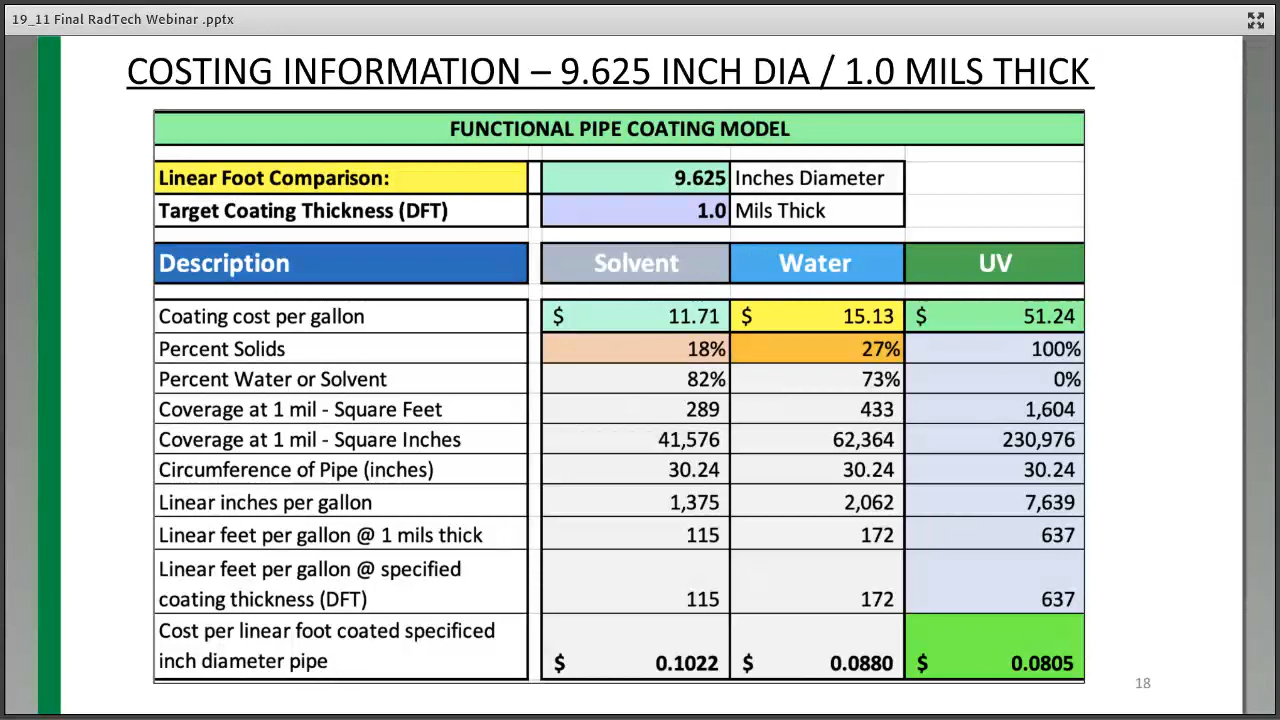 19_11 Final RadTech Webinar .pptx
COSTING INFORMATION – 9.625 INCH DIA / 1.0 MILS THICK
FUNCTIONAL PIPE COATING MODEL
Linear Foot Comparison: 9.625 Inches Diameter
Target Coating Thickness (DFT) 1.0 Mils Thick
Description Solvent Water UV
Coating cost per gallon $ 11.71 $ 15.13 $ 51.24
Percent Solids 18% 27% 100%
Percent Water or Solvent 82% 73% 0%
Coverage at 1 mil - Square Feet 289 433 1,604
Coverage at 1 mil - Square Inches 41,576 62,364 230,976
Circumference of Pipe (inches) 30.24 30.24 30.24
Linear inches per gallon 1,375 2,062 7,639
Linear feet per gallon @ 1 mils thick 115 172 637
Linear feet per gallon @ specified
coating thickness (DFT) 115 172 637
Cost per linear foot coated specificed
inch diameter pipe $ 0.1022 $ 0.0880 $ 0.0805
18